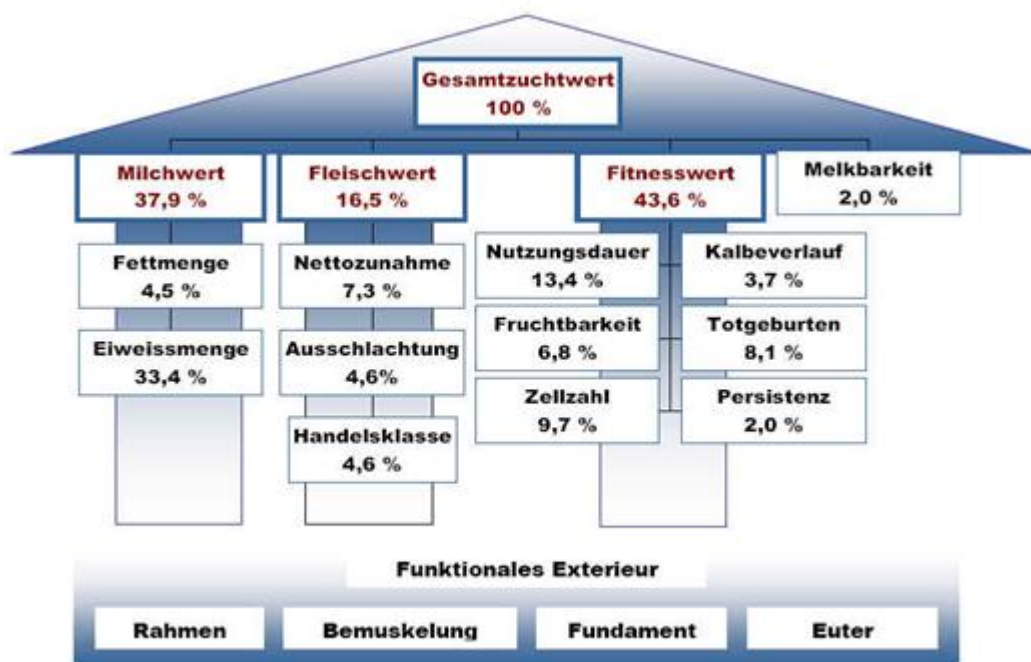 Gesamtzuchtwert
100 %
Milchwert
37,9 %
Fleischwert
16,5 %
Fitnesswert
43,6 %
Melkbarkeit
2,0 %
Fettmenge
4,5 %
Eiweissmenge
33,4 %
Nettozunahme
7,3 %
Ausschlachtung
4,6%
Handelsklasse
4,6 %
Nutzungsdauer
13,4 %
Kalbeverlauf
3,7 %
Fruchtbarkeit
6,8 %
Totgeburten
8,1 %
Zellzahl
9,7 %
Persistenz
2,0 %
Funktionales Exterieur
Rahmen
Bemuskelung
Fundament
Euter